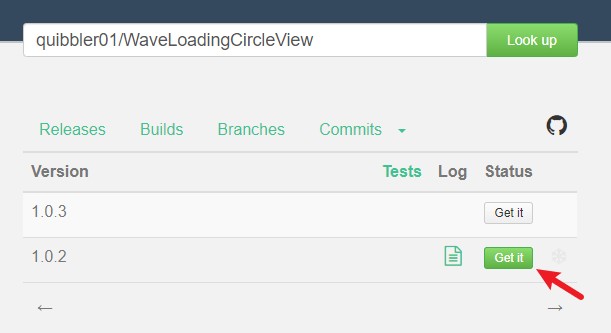 quibbler01/WaveLoadingCircleView Look up
Releases Builds Branches Commits
Version Tests Log Status
1.0.3 Get it
1.0.2 Get it
← →